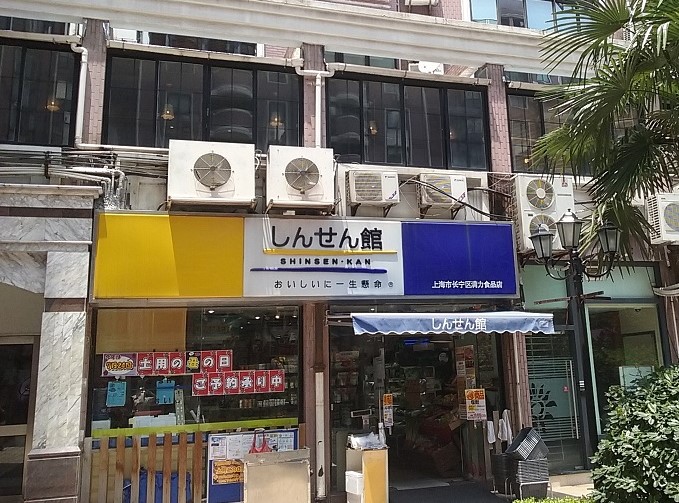 しんせん館
SHINSEN·KAN
おいしいに一生懸命
上海市长宁区清力食品店
しんせん館
土用の丑の日
ご予約承り中